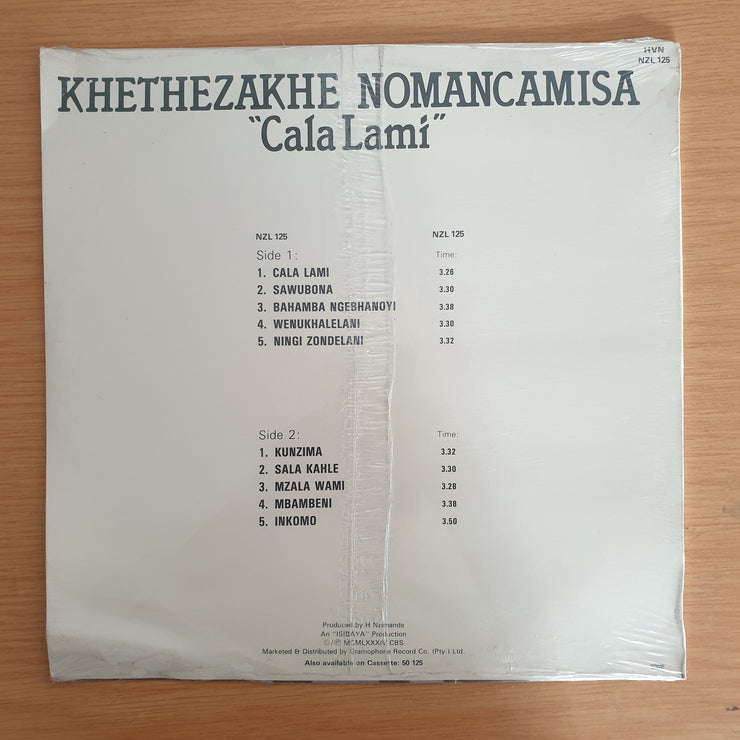 HVN
NZL 125
KHETHEZAKHE NOMANCAMISA
"Cala Lami"
NZL 125 NZL 125
Side 1: Time:
1. CALA LAMI 3.26
2. SAWUBONA 3.30
3. BAHAMBA NGEBHANOYI 3.38
4. WENUKHALELANI 3.30
5. NINGI ZONDELANI 3.32
Side 2: Time:
1. KUNZIMA 3.32
2. SALA KAHLE 3.30
3. MZALA WAMI 3.28
4. MBAMBENI 3.38
5. INKOMO 3.50
Produced by H Nzimande
An "ISIBAYA" Production
©/℗ MCMLXXXIV CBS
Marketed & Distributed by Gramophone Record Co. (Pty.) Ltd.
Also available on Cassette: 50 125